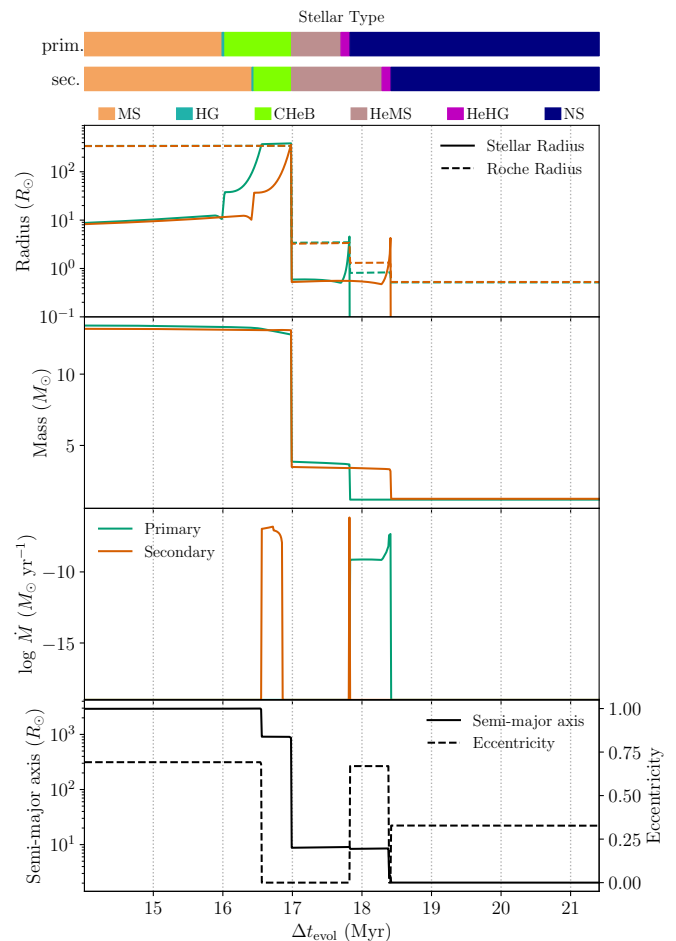 Stellar Type
prim.
sec.
MS HG CHeB HeMS HeHG NS
Radius (R⊙)
10²
10¹
10⁰
10⁻¹
Stellar Radius
Roche Radius
Mass (M⊙)
10
5
log Ṁ (M⊙ yr⁻¹)
−10
−15
Primary
Secondary
Semi-major axis (R⊙)
10³
10²
10¹
Semi-major axis
Eccentricity
1.00
0.75
0.50
0.25
0.00
Eccentricity
15 16 17 18 19 20 21
Δt_evol (Myr)